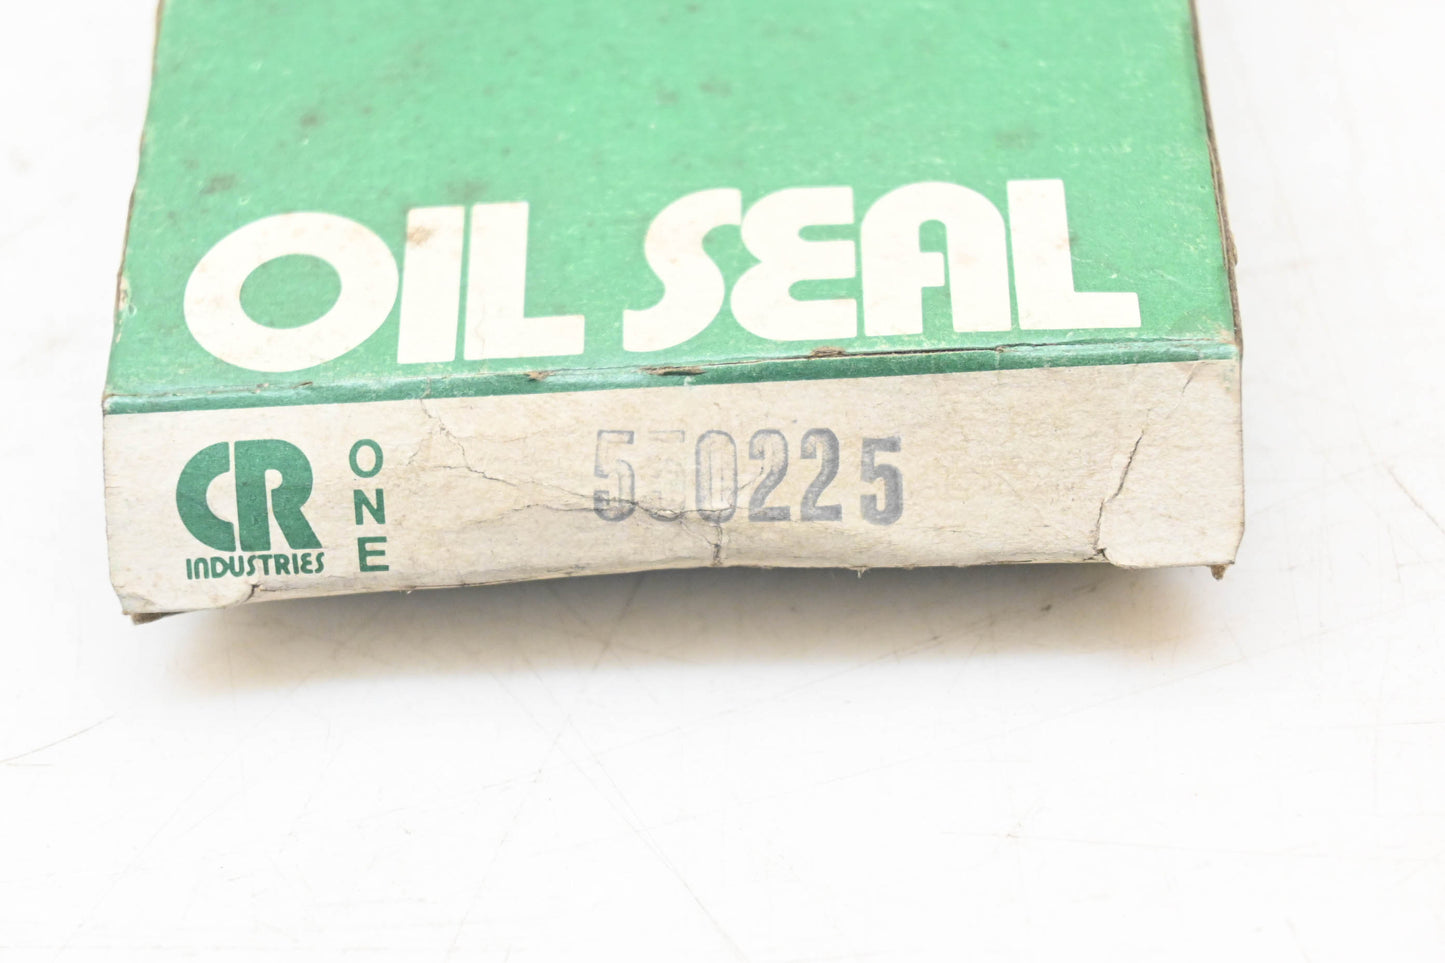 OIL SEAL
CR
INDUSTRIES
ONE
550225